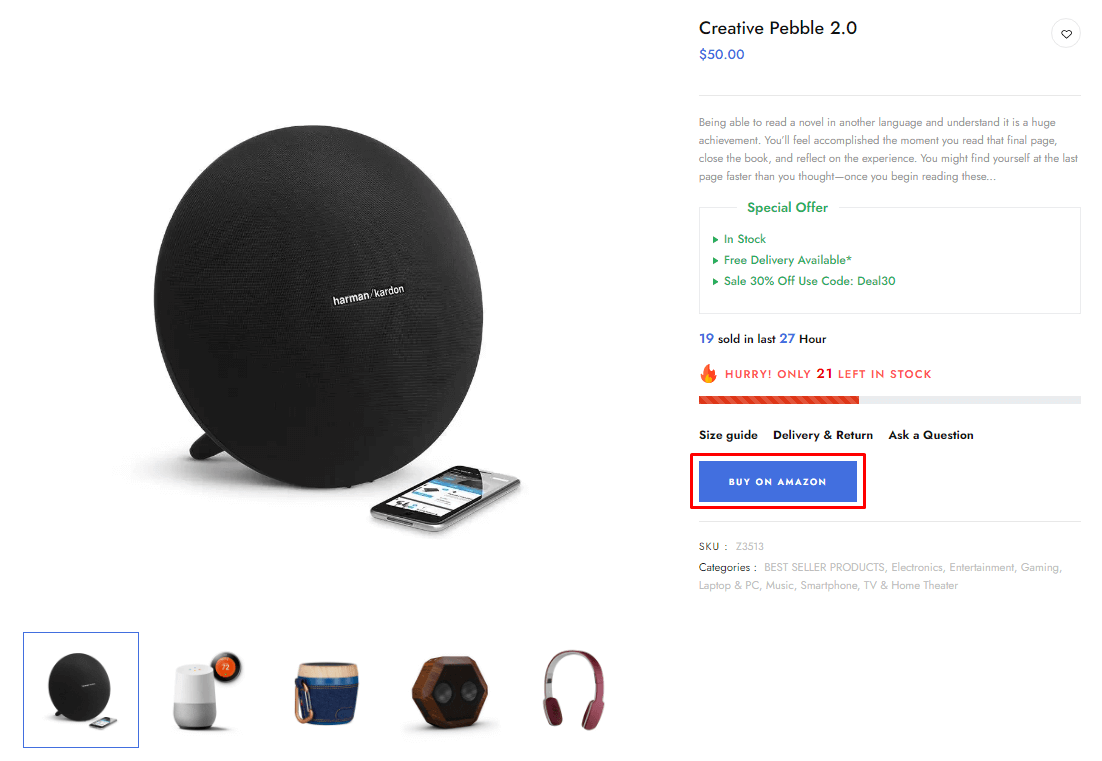 Creative Pebble 2.0
$50.00
Being able to read a novel in another language and understand it is a huge
achievement. You'll feel accomplished the moment you read that final page,
close the book, and reflect on the experience. You might find yourself at the last
page faster than you thought—once you begin reading these...
Special Offer
In Stock
Free Delivery Available*
Sale 30% Off Use Code: Deal30
harman/kardon
19 sold in last 27 Hour
HURRY! ONLY 21 LEFT IN STOCK
Size guide Delivery & Return Ask a Question
BUY ON AMAZON
SKU : Z3513
Categories : BEST SELLER PRODUCTS, Electronics, Entertainment, Gaming,
Laptop & PC, Music, Smartphone, TV & Home Theater
72